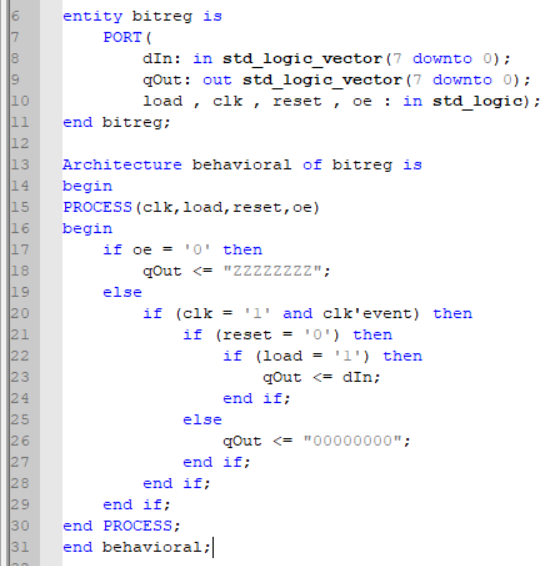 6 entity bitreg is
7 PORT(
8 dIn: in std_logic_vector(7 downto 0);
9 qOut: out std_logic_vector(7 downto 0);
10 load , clk , reset , oe : in std_logic);
11 end bitreg;
12
13 Architecture behavioral of bitreg is
14 begin
15 PROCESS(clk,load,reset,oe)
16 begin
17 if oe = '0' then
18 qOut <= "ZZZZZZZZ";
19 else
20 if (clk = '1' and clk'event) then
21 if (reset = '0') then
22 if (load = '1') then
23 qOut <= dIn;
24 end if;
25 else
26 qOut <= "00000000";
27 end if;
28 end if;
29 end if;
30 end PROCESS;
31 end behavioral;